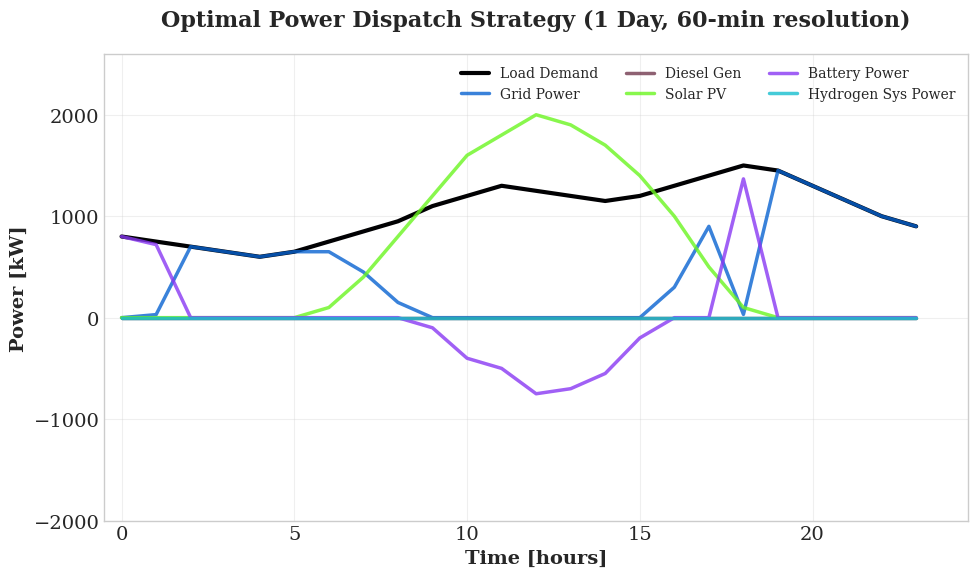 Optimal Power Dispatch Strategy (1 Day, 60-min resolution)
Load Demand
Grid Power
Diesel Gen
Solar PV
Battery Power
Hydrogen Sys Power
Power [kW]
2000
1000
0
−1000
−2000
0
5
10
15
20
Time [hours]